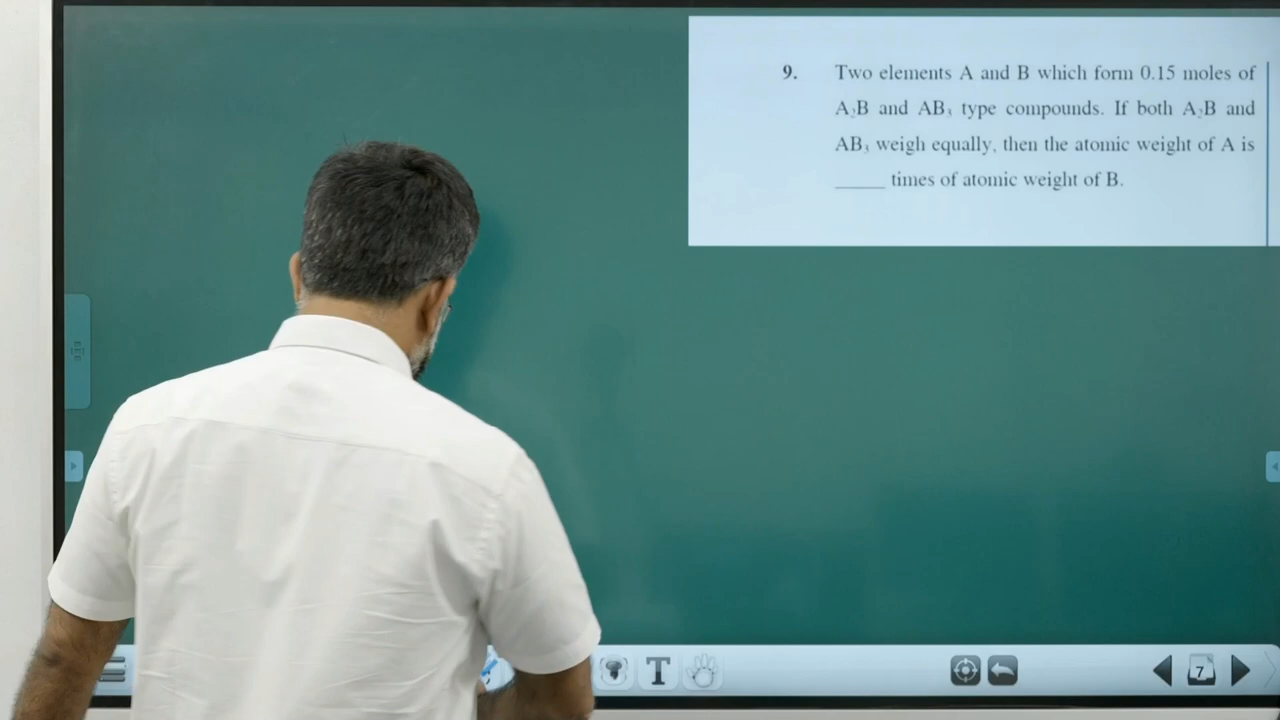 9. Two elements A and B which form 0.15 moles of
A₂B and AB₃ type compounds. If both A₂B and
AB₃ weigh equally, then the atomic weight of A is
_____ times of atomic weight of B.
T
7